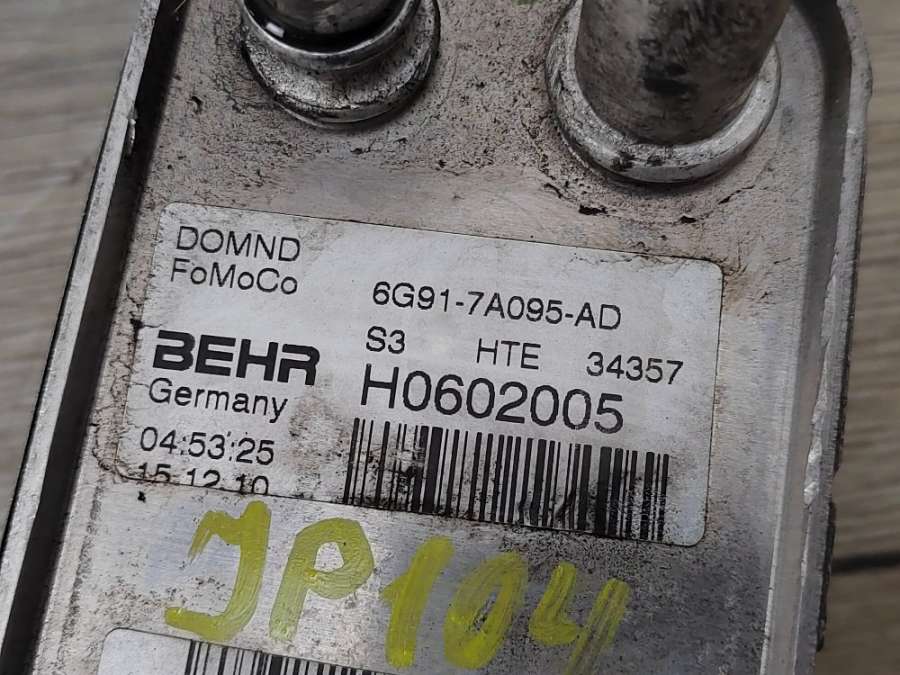 DOMND
FoMoCo
6G91-7A095-AD
S3 HTE 34357
BEHR
H0602005
Germany
04:53:25
15.12.10
JP104